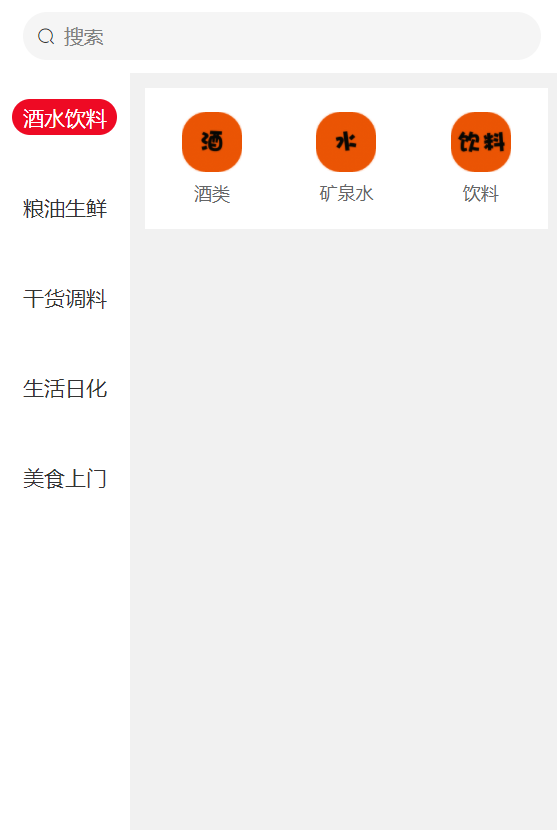 搜索
酒水饮料
粮油生鲜
干货调料
生活日化
美食上门
酒 水 饮料
酒类 矿泉水 饮料